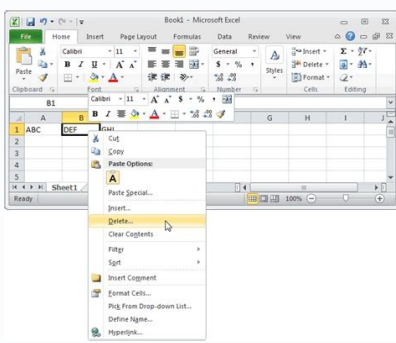 Book1 - Microsoft Excel
File Home Insert Page Layout Formulas Data Review View
Calibri 11 General Insert Σ
Paste B I U A A $ % , Styles Delete
Format
Clipboard Font Alignment Number Cells Editing
B1
Calibri 11 A A $ % ,
B I A
A B G H I
1 ABC DEF GHI
2
3
4
5
Cut
Copy
Paste Options:
A
Paste Special...
Insert...
Delete...
Clear Contents
Filter
Sort
Insert Comment
Format Cells...
Pick From Drop-down List...
Define Name...
Hyperlink...
Sheet1
Ready 100%